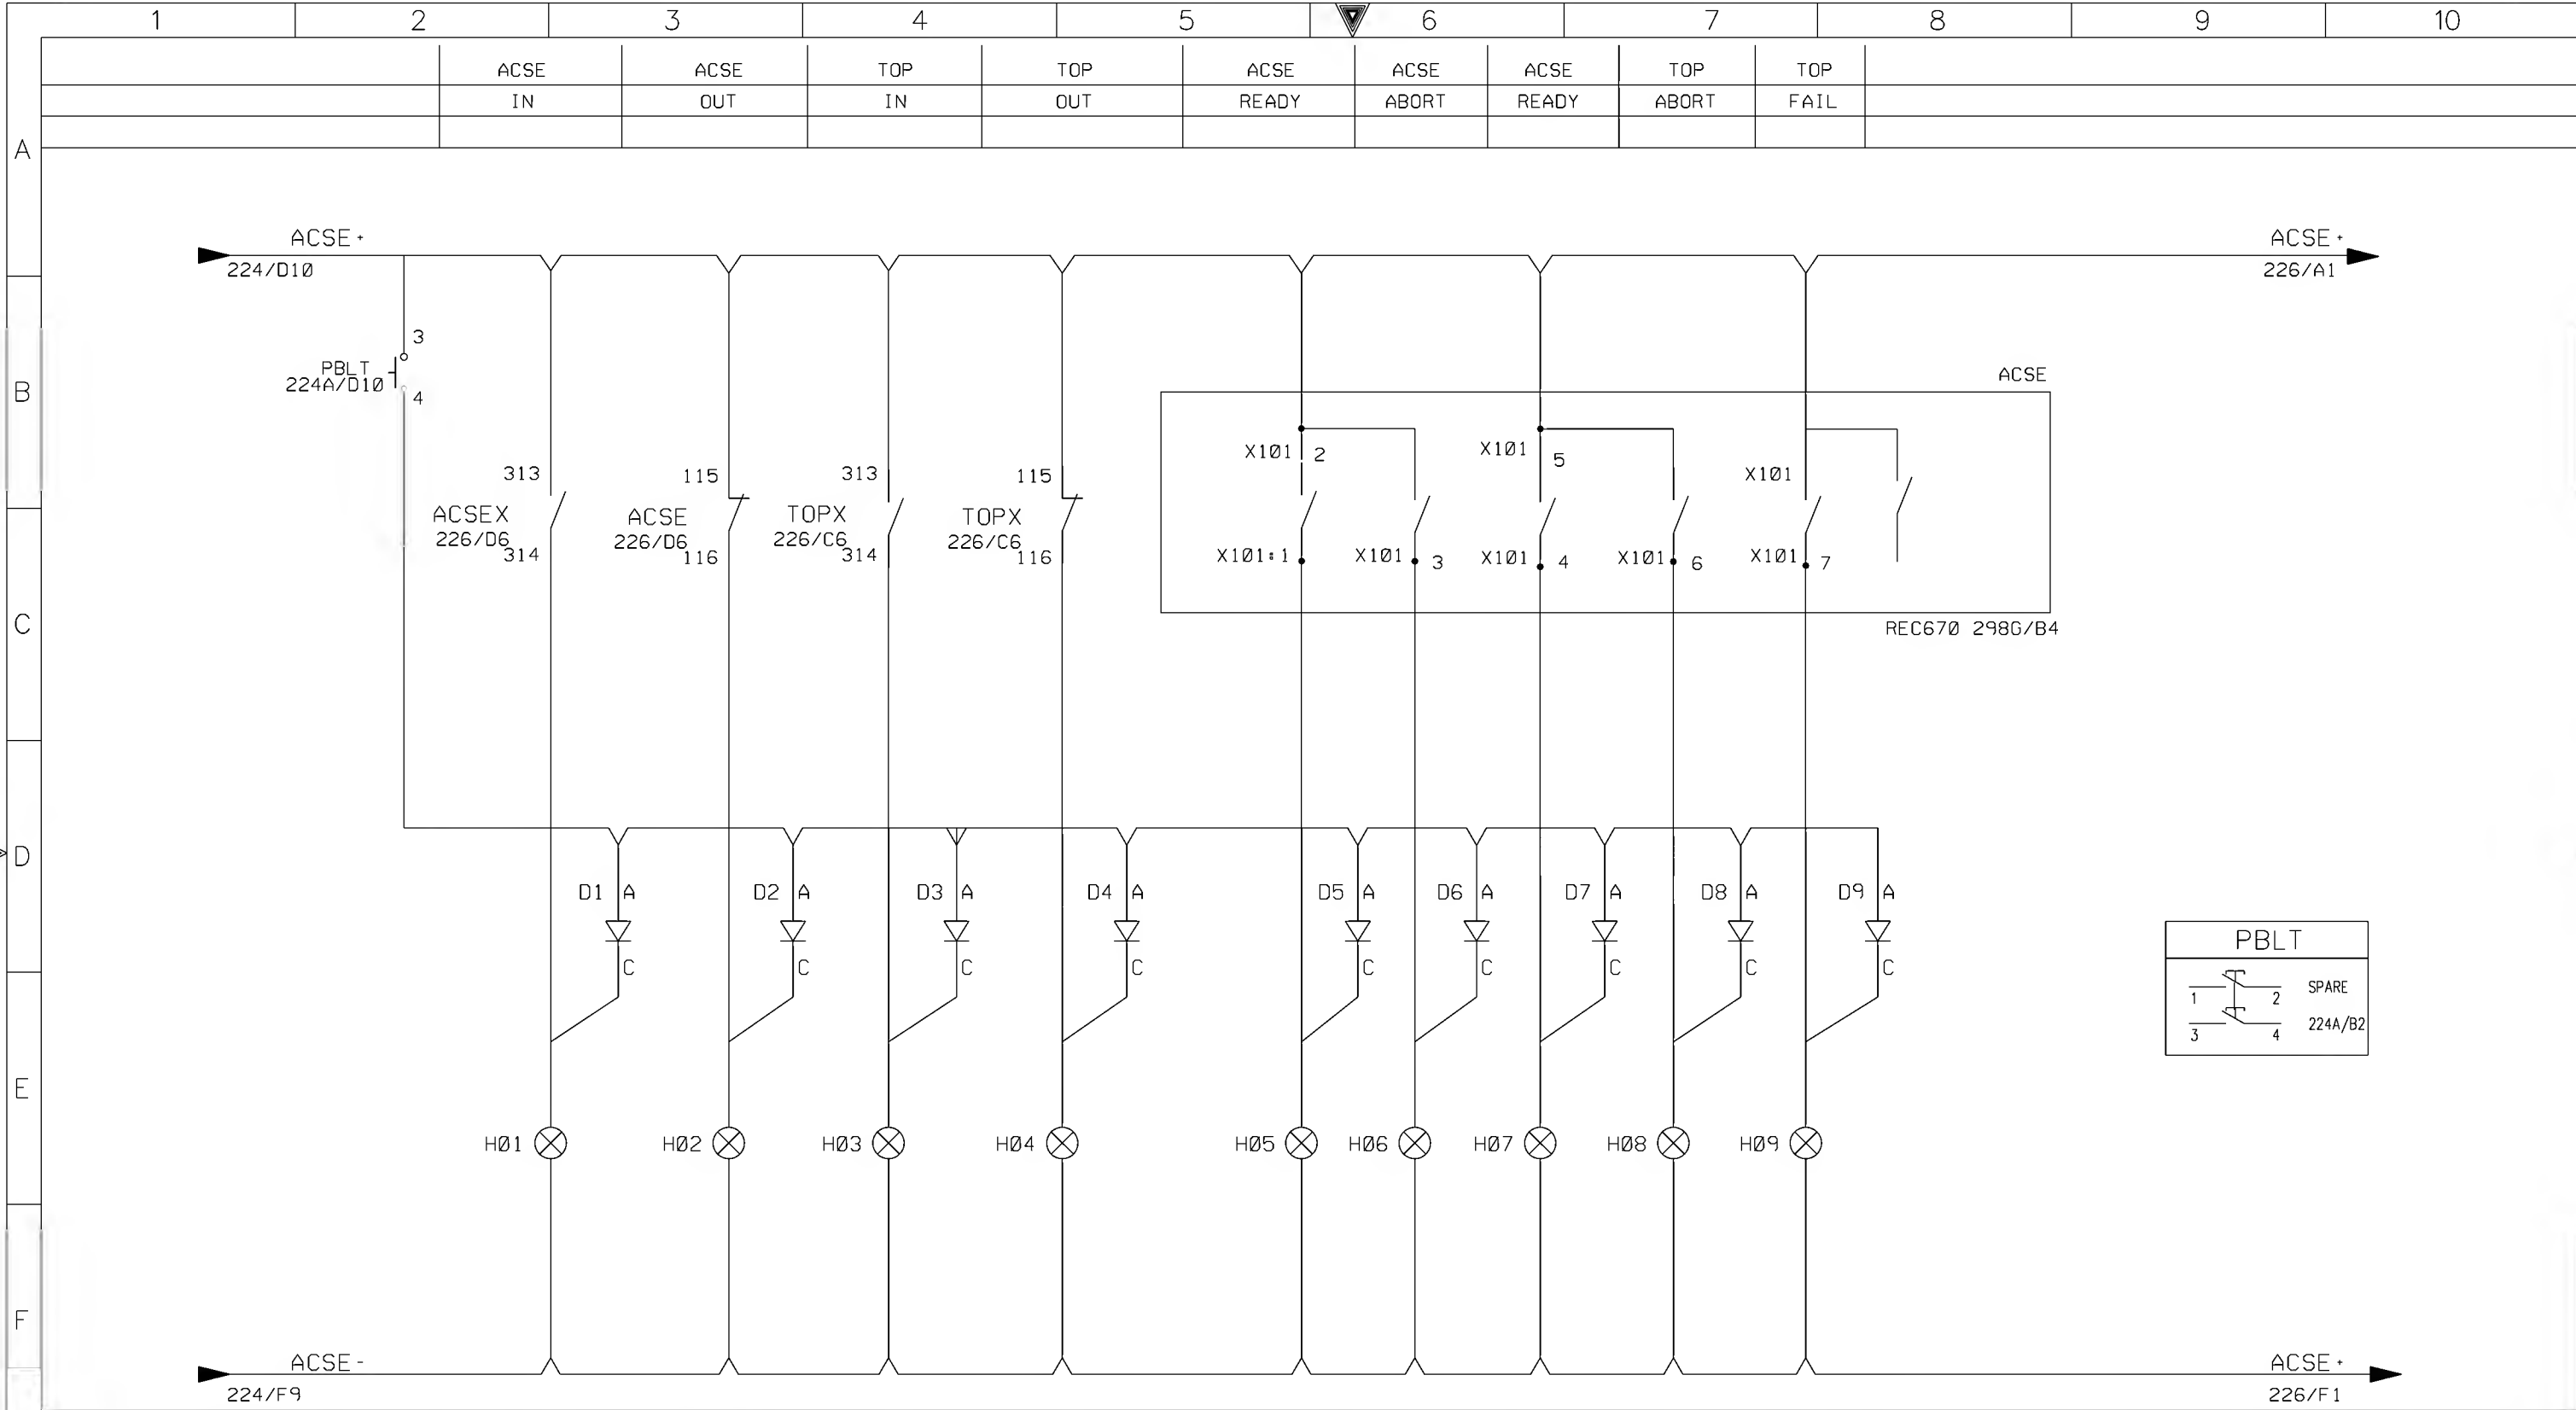 1 2 3 4 5 6 7 8 9 10
ACSE ACSE TOP TOP ACSE ACSE ACSE TOP TOP
IN OUT IN OUT READY ABORT READY ABORT FAIL
A
ACSE+ ACSE+
224/D10 226/A1
3
PBLT
224A/D10
4
B
ACSE
X101 2 X101 5
313 115 313 115 X101
ACSEX ACSE TOPX TOPX
226/D6 226/D6 226/C6 226/C6
314 116 314 116 X101:1 X101 3 X101 4 X101 6 X101 7
C
REC670 298G/B4
D
D1 A D2 A D3 A D4 A D5 A D6 A D7 A D8 A D9 A
C C C C C C C C C
PBLT
1 2 SPARE
3 4 224A/B2
E
H01 H02 H03 H04 H05 H06 H07 H08 H09
F
ACSE- ACSE+
224/F9 226/F1